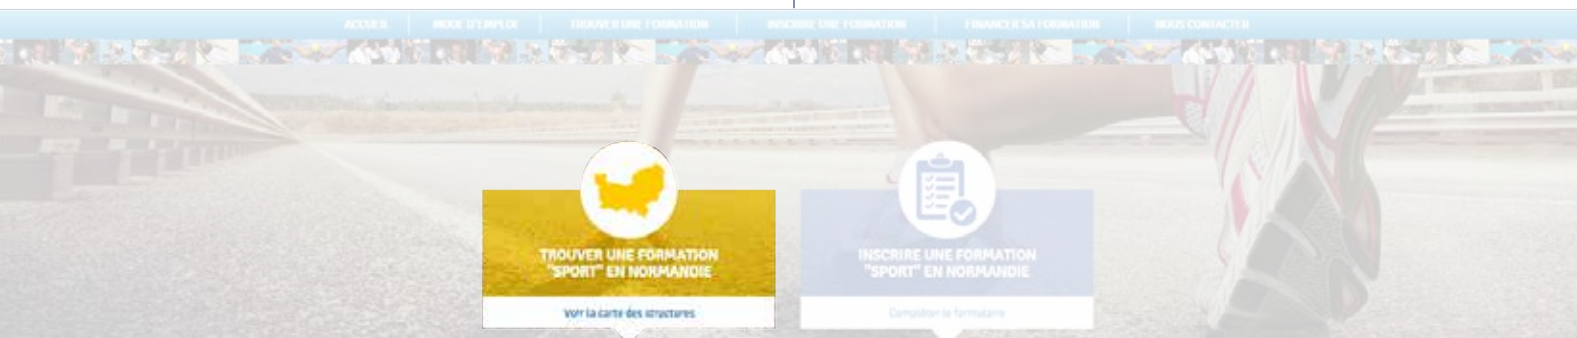 ACCUEIL
MODE D'EMPLOI
TROUVER UNE FORMATION
INSCRIRE UNE FORMATION
FINANCER SA FORMATION
NOUS CONTACTER
TROUVER UNE FORMATION
"SPORT" EN NORMANDIE
Voir la carte des structures
INSCRIRE UNE FORMATION
"SPORT" EN NORMANDIE
Compléter le formulaire